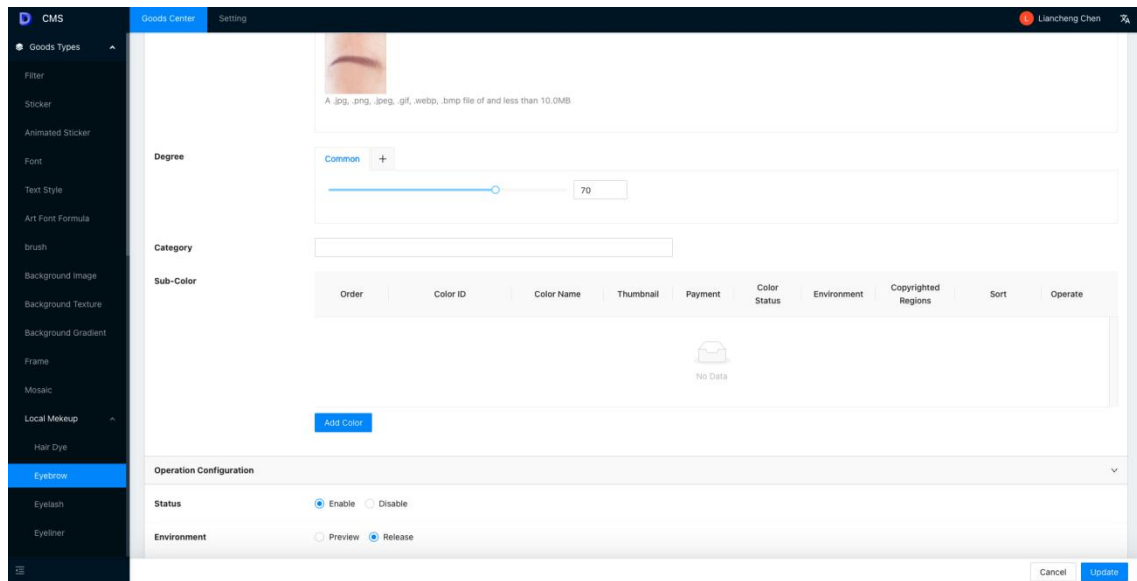 CMS
Goods Center
Setting
L
Liancheng Chen
Goods Types
Filter
Sticker
Animated Sticker
Font
Text Style
Art Font Formula
brush
Background Image
Background Texture
Background Gradient
Frame
Mosaic
Local Mekeup
Hair Dye
Eyebrow
Eyelash
Eyeliner
A .jpg, .png, .jpeg, .gif, .webp, .bmp file of and less than 10.0MB
Degree
Common +
70
Category
Sub-Color
Order Color ID Color Name Thumbnail Payment Color Status Environment Copyrighted Regions Sort Operate
No Data
Add Color
Operation Configuration
Status
Enable Disable
Environment
Preview Release
Cancel Update